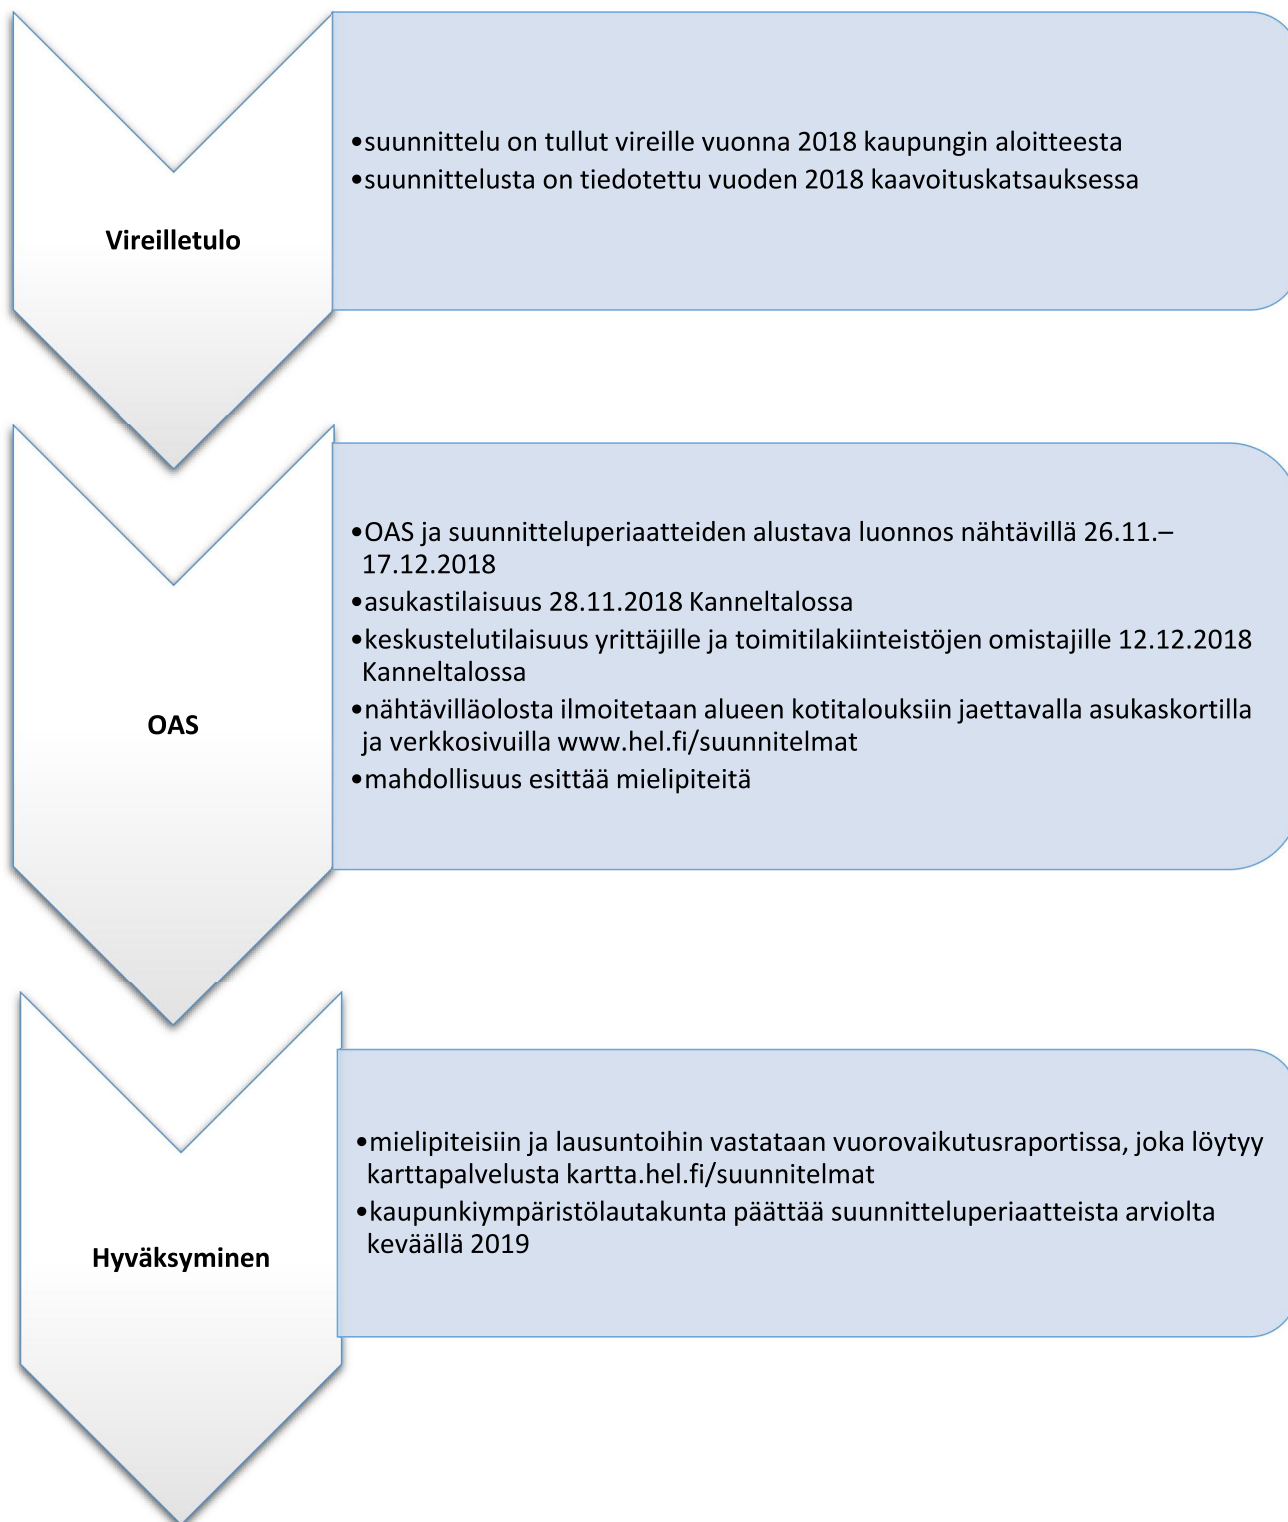 Vireilletulo
•suunnittelu on tullut vireille vuonna 2018 kaupungin aloitteesta
•suunnittelusta on tiedotettu vuoden 2018 kaavoituskatsauksessa
OAS
•OAS ja suunnitteluperiaatteiden alustava luonnos nähtävillä 26.11.–
17.12.2018
•asukastilaisuus 28.11.2018 Kanneltalossa
•keskustelutilaisuus yrittäjille ja toimitilakiinteistöjen omistajille 12.12.2018
Kanneltalossa
•nähtävilläolosta ilmoitetaan alueen kotitalouksiin jaettavalla asukaskortilla
ja verkkosivuilla www.hel.fi/suunnitelmat
•mahdollisuus esittää mielipiteitä
Hyväksyminen
•mielipiteisiin ja lausuntoihin vastataan vuorovaikutusraportissa, joka löytyy
karttapalvelusta kartta.hel.fi/suunnitelmat
•kaupunkiympäristölautakunta päättää suunnitteluperiaatteista arviolta
keväällä 2019